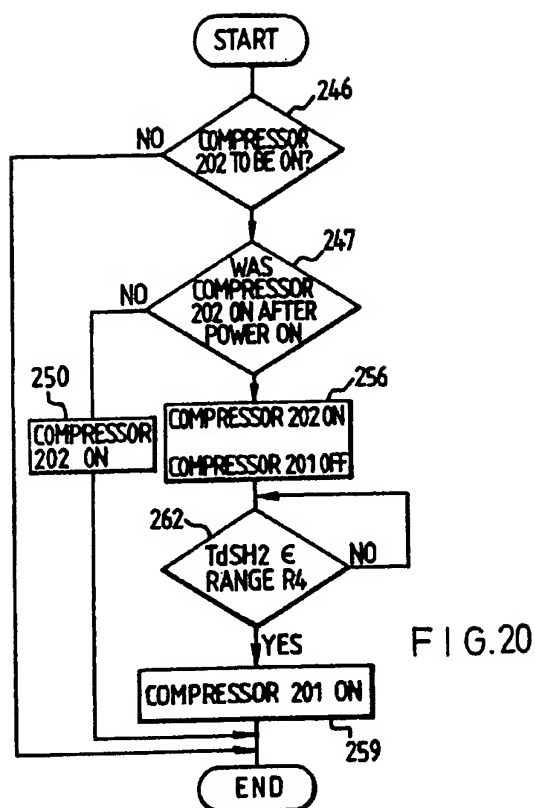 START
246
NO
COMPRESSOR
202 TO BE ON?
247
NO
WAS
COMPRESSOR
202 ON AFTER
POWER ON
250
256
COMPRESSOR
202 ON
COMPRESSOR 202 ON
COMPRESSOR 201 OFF
262
TdSH2 ∈
RANGE R4
NO
YES
FIG.20
COMPRESSOR 201 ON
259
END